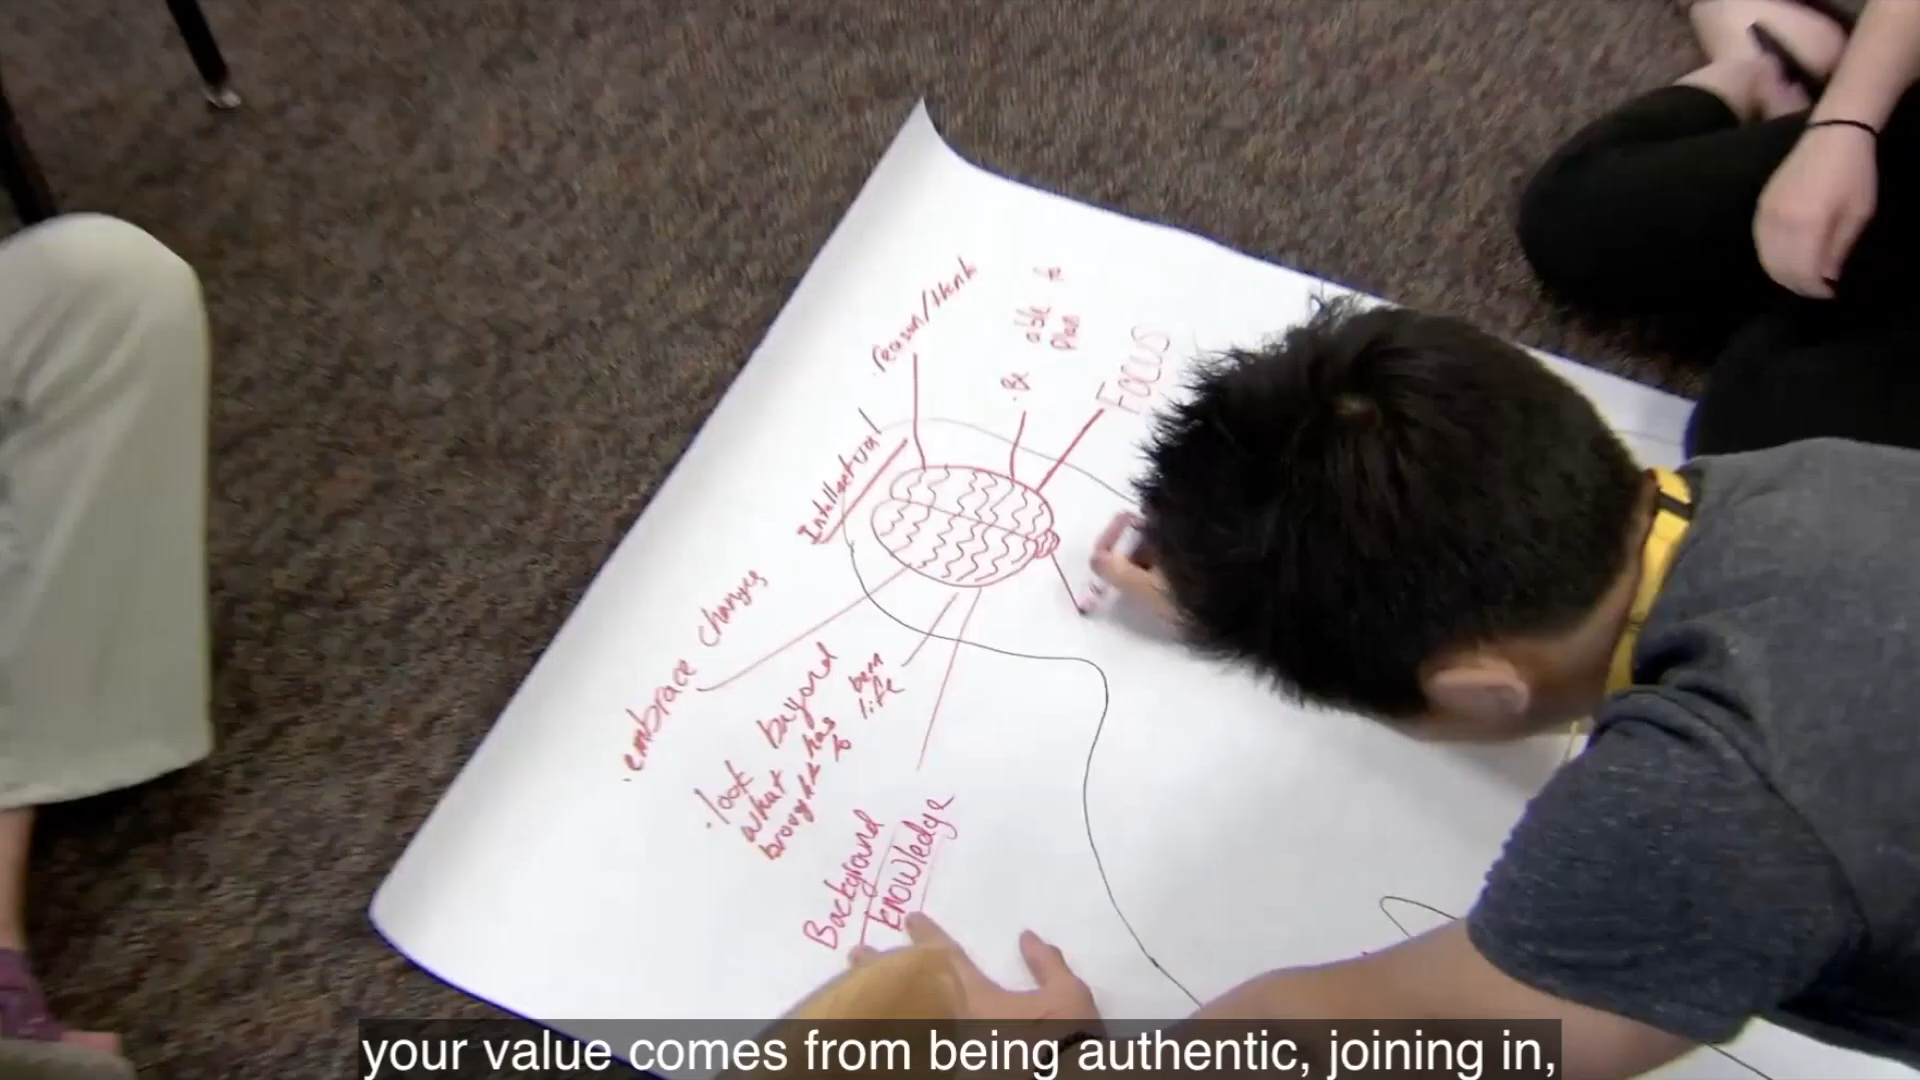 . reason/think
. Be
able to
plan
Focus
Intellectual
. embrace changes
. look beyond
what has been
brought to life
Background
knowledge
your value comes from being authentic, joining in,